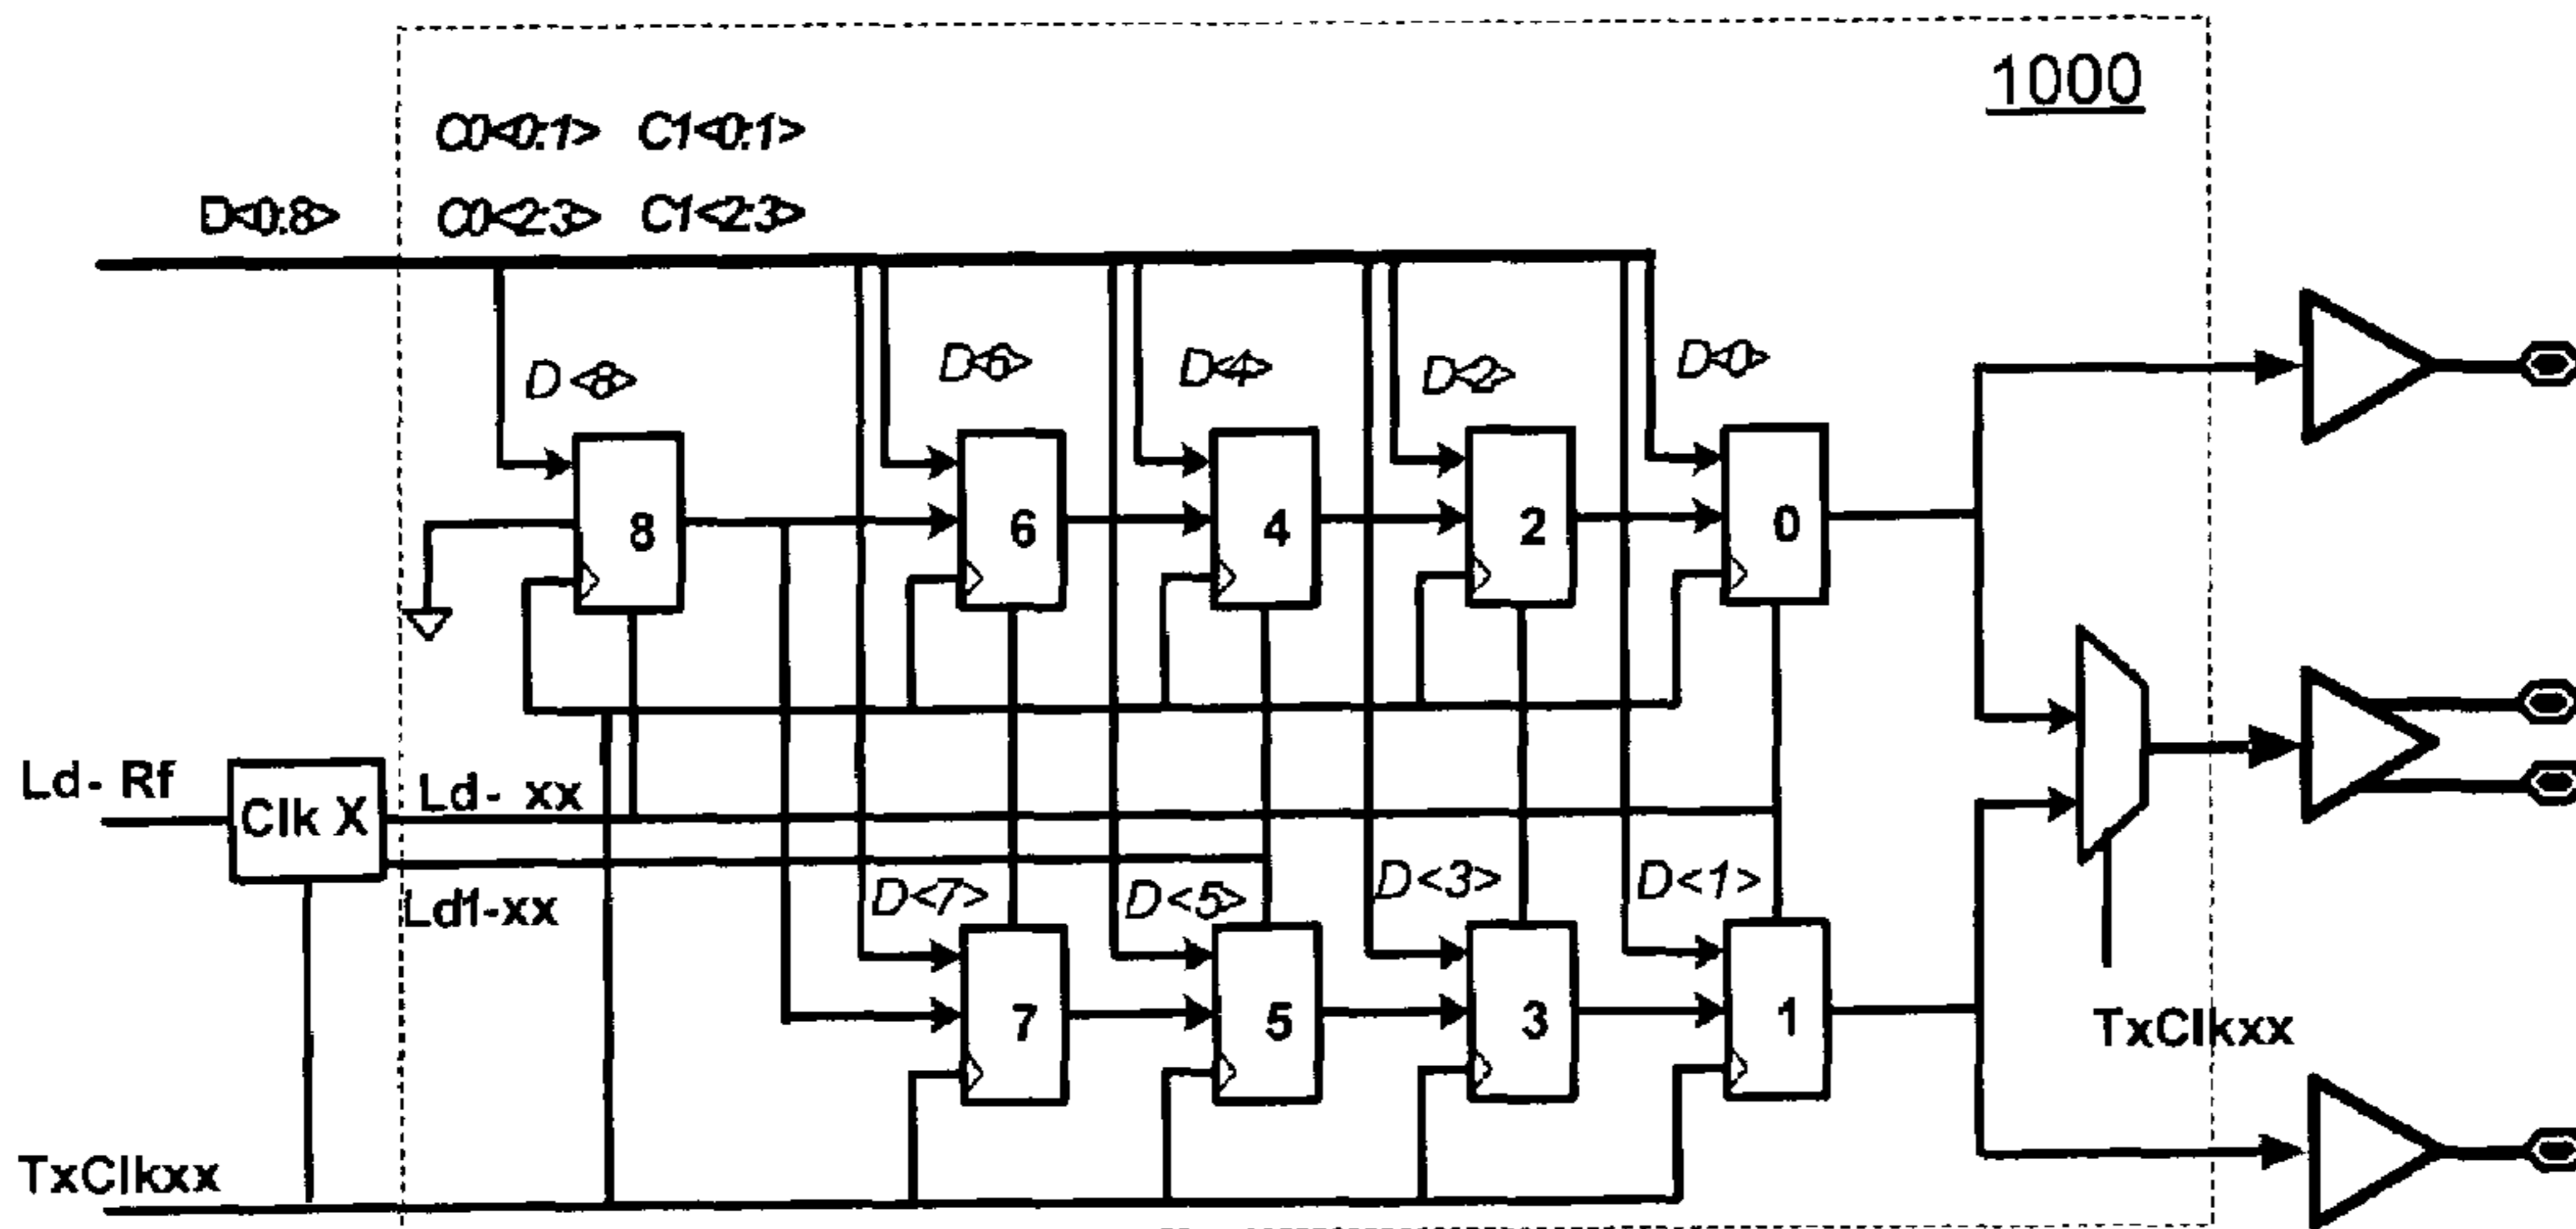 1000
C0<0:1> C1<0:1>
D<0:8> C0<2:3> C1<2:3>
D<8> D<6> D<4> D<2> D<0>
8 6 4 2 0
Ld- Rf Clk X Ld- xx
Ld1-xx D<7> D<5> D<3> D<1>
7 5 3 1
TxClkxx
TxClkxx